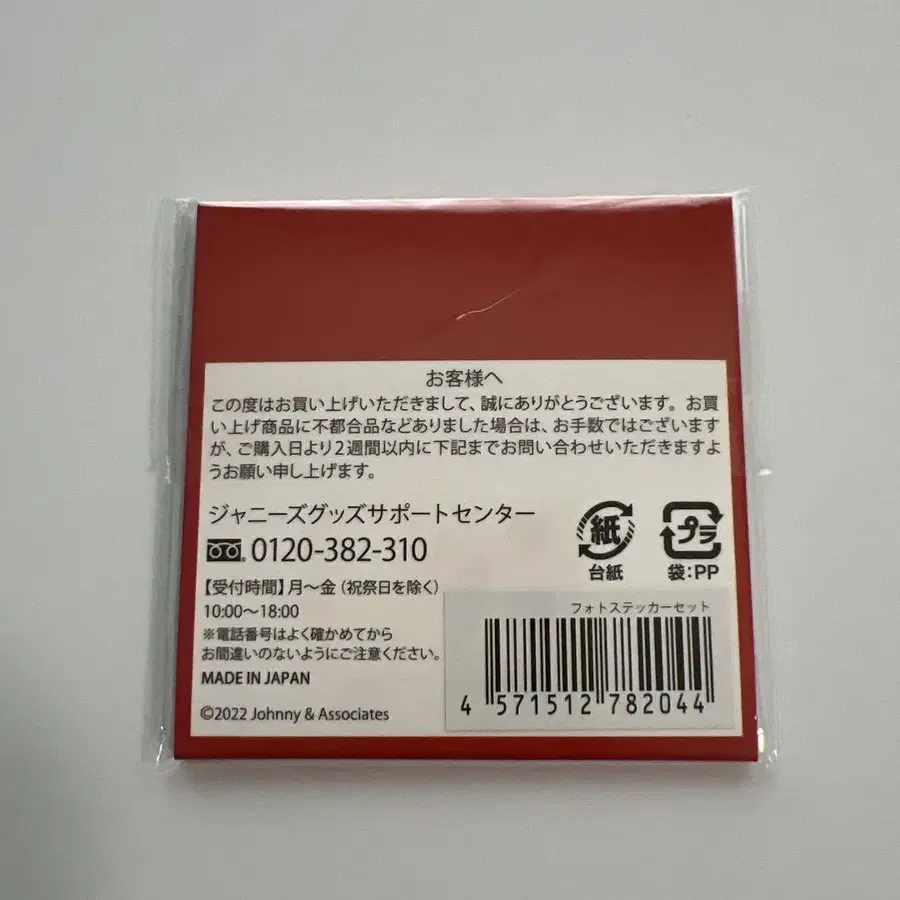 お客様へ
この度はお買い上げいただきまして、誠にありがとうございます。お買
い上げ商品に不都合品などありました場合は、お手数ではございます
が、ご購入日より2週間以内に下記までお問い合わせいただきますよ
うお願い申し上げます。
ジャニーズグッズサポートセンター
0120-382-310
【受付時間】月～金（祝祭日を除く）
10:00～18:00
※電話番号はよく確かめてから
お間違いのないようにご注意ください。
MADE IN JAPAN
©2022 Johnny & Associates
紙
台紙
プラ
袋:PP
フォトステッカーセット
4 571512 782044